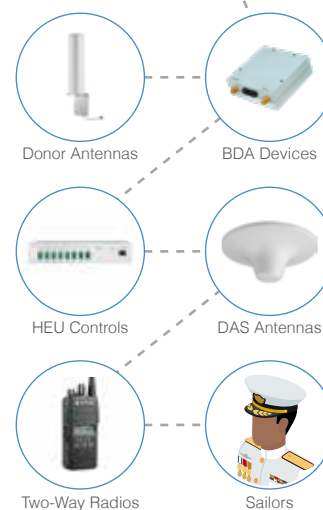 Donor Antennas
BDA Devices
HEU Controls
DAS Antennas
Two-Way Radios
Sailors